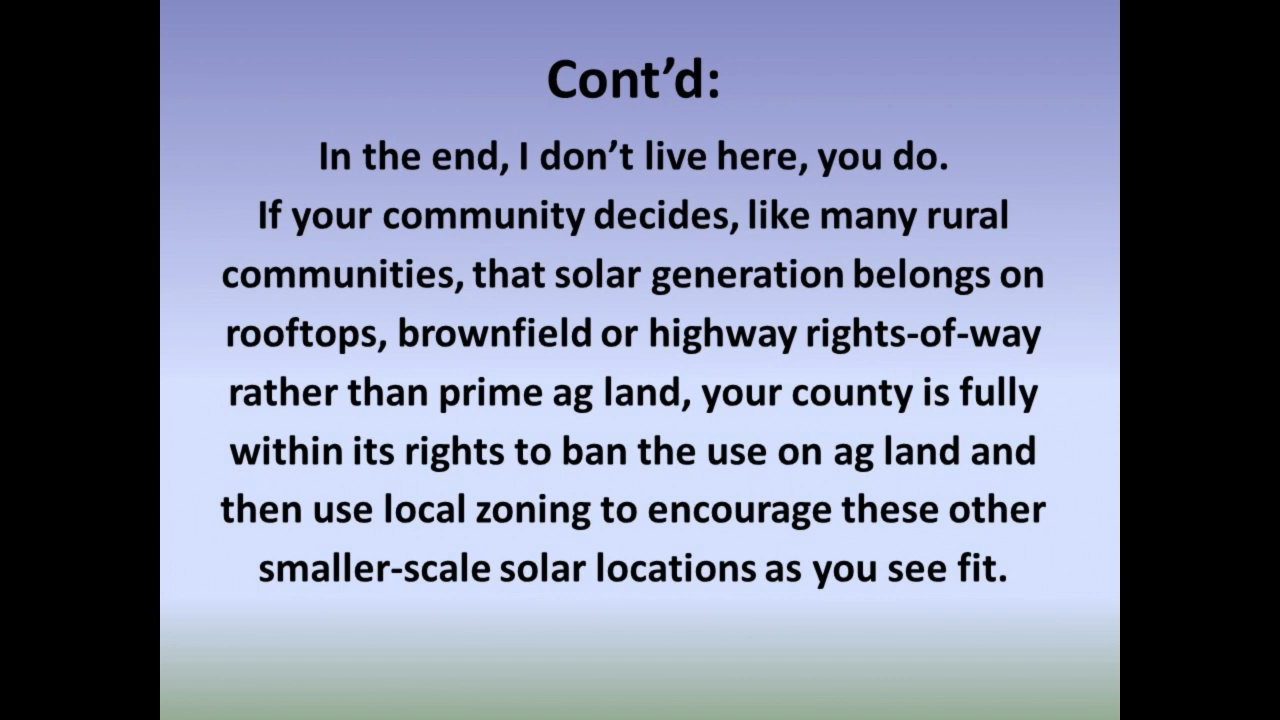 Cont’d:
In the end, I don’t live here, you do.
If your community decides, like many rural
communities, that solar generation belongs on
rooftops, brownfield or highway rights-of-way
rather than prime ag land, your county is fully
within its rights to ban the use on ag land and
then use local zoning to encourage these other
smaller-scale solar locations as you see fit.